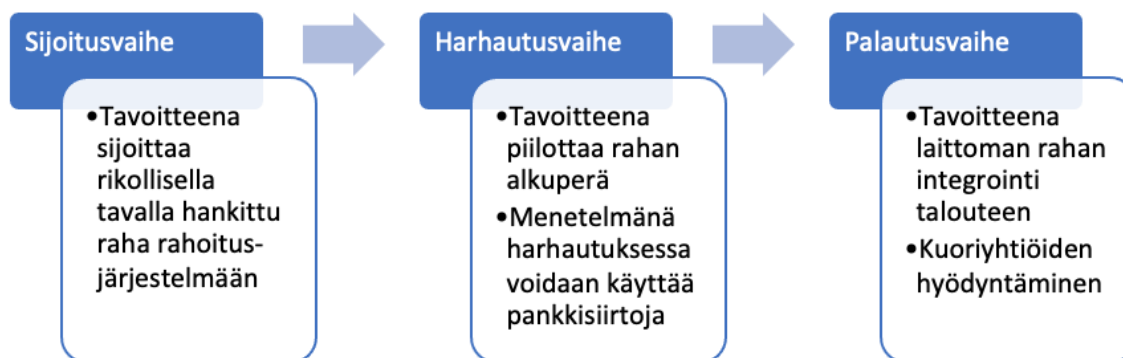 Sijoitusvaihe
•Tavoitteena
sijoittaa
rikollisella
tavalla hankittu
raha rahoitus-
järjestelmään
Harhautusvaihe
•Tavoitteena
piilottaa rahan
alkuperä
•Menetelmänä
harhautuksessa
voidaan käyttää
pankkisiirtoja
Palautusvaihe
•Tavoitteena
laittoman rahan
integrointi
talouteen
•Kuoriyhtiöiden
hyödyntäminen